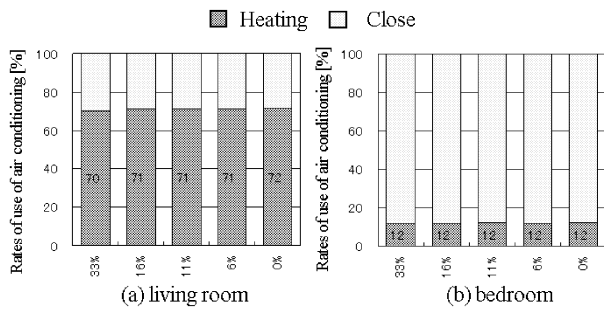 Heating Close
Rates of use of air conditioning [%]
100
80
60
40
20
0
70 71 71 71 72
33% 16% 11% 6% 0%
(a) living room
Rates of use of air conditioning [%]
100
80
60
40
20
0
12 12 12 12 12
33% 16% 11% 6% 0%
(b) bedroom